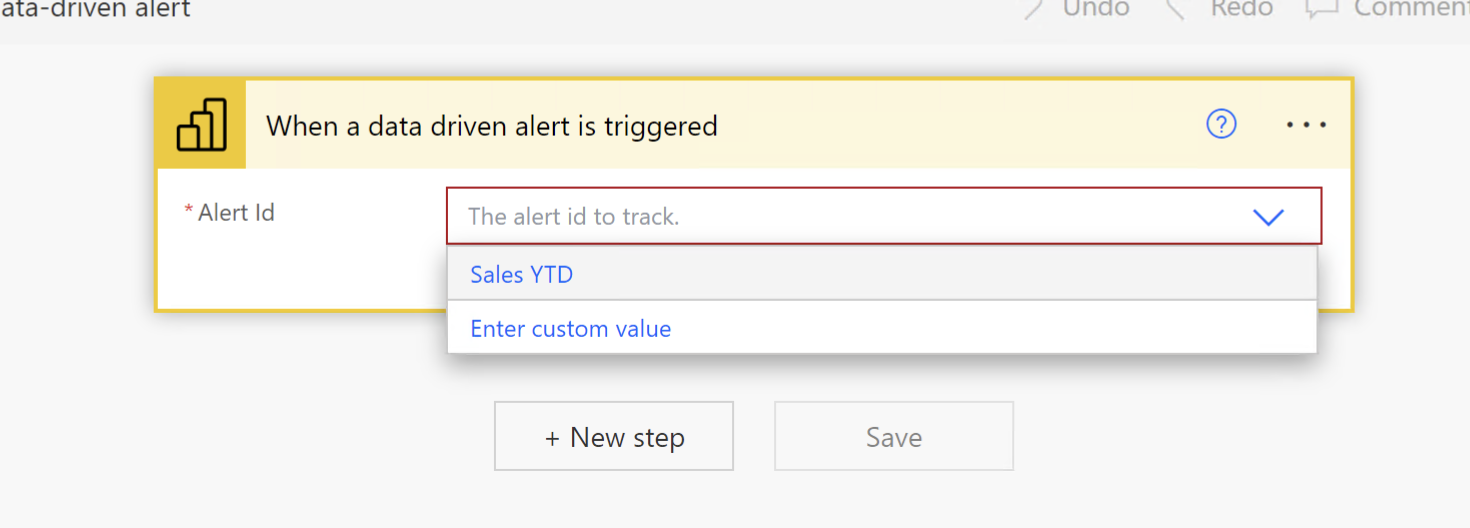 ata-driven alert Undo Redo Comment
When a data driven alert is triggered ? ...
* Alert Id The alert id to track.
Sales YTD
Enter custom value
+ New step Save